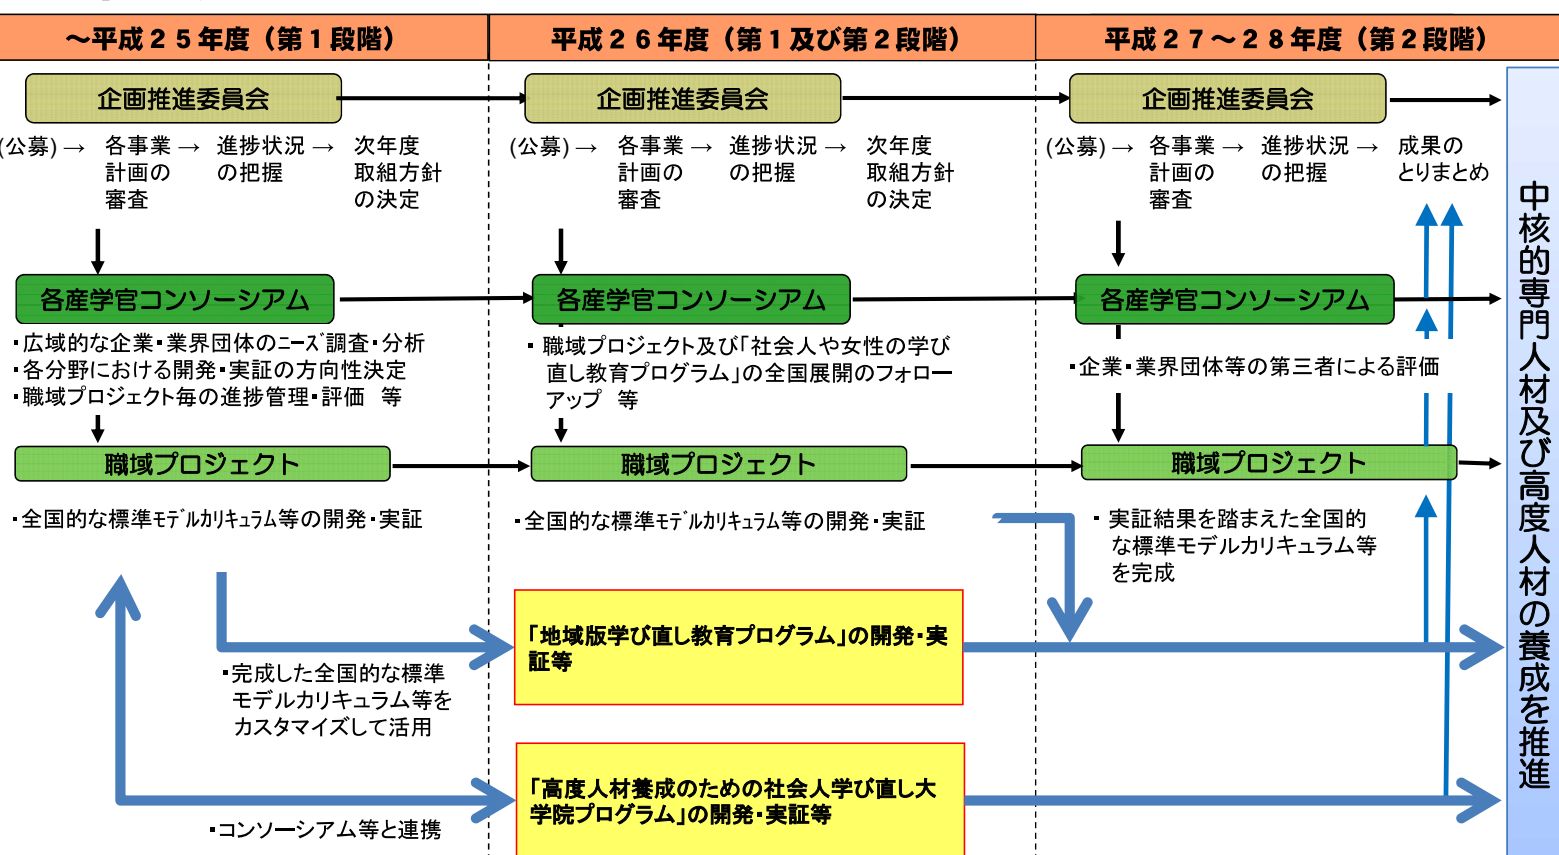 ～平成２５年度（第１段階）
平成２６年度（第１及び第２段階）
平成２７～２８年度（第２段階）
企画推進委員会
企画推進委員会
企画推進委員会
(公募) → 各事業 → 進捗状況 → 次年度
計画の の把握 取組方針
審査 の決定
(公募) → 各事業 → 進捗状況 → 次年度
計画の の把握 取組方針
審査 の決定
(公募) → 各事業 → 進捗状況 → 成果の
計画の の把握 とりまとめ
審査
各産学官コンソーシアム
各産学官コンソーシアム
各産学官コンソーシアム
・広域的な企業・業界団体のニーズ調査・分析
・各分野における開発・実証の方向性決定
・職域プロジェクト毎の進捗管理・評価　等
・職域プロジェクト及び「社会人や女性の学び
直し教育プログラム」の全国展開のフォロー
アップ　等
・企業・業界団体等の第三者による評価
職域プロジェクト
職域プロジェクト
職域プロジェクト
・全国的な標準モデルカリキュラム等の開発・実証
・全国的な標準モデルカリキュラム等の開発・実証
・実証結果を踏まえた全国的
な標準モデルカリキュラム等
を完成
「地域版学び直し教育プログラム」の開発・実
証等
・完成した全国的な標準
モデルカリキュラム等を
カスタマイズして活用
「高度人材養成のための社会人学び直し大
学院プログラム」の開発・実証等
・コンソーシアム等と連携
中核的専門人材及び高度人材の養成を推進